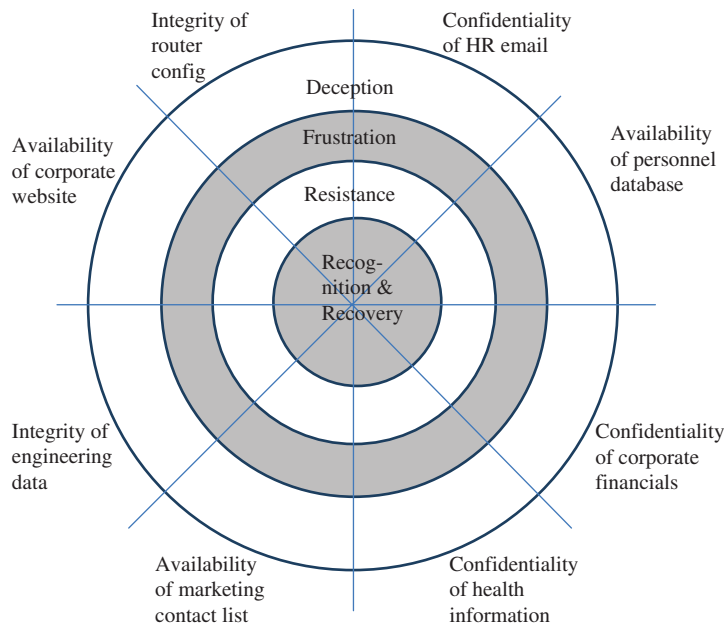 Integrity of
router
config
Confidentiality
of HR email
Deception
Frustration
Availability
of corporate
website
Availability
of personnel
database
Resistance
Recog-
nition &
Recovery
Integrity of
engineering
data
Confidentiality
of corporate
financials
Availability
of marketing
contact list
Confidentiality
of health
information